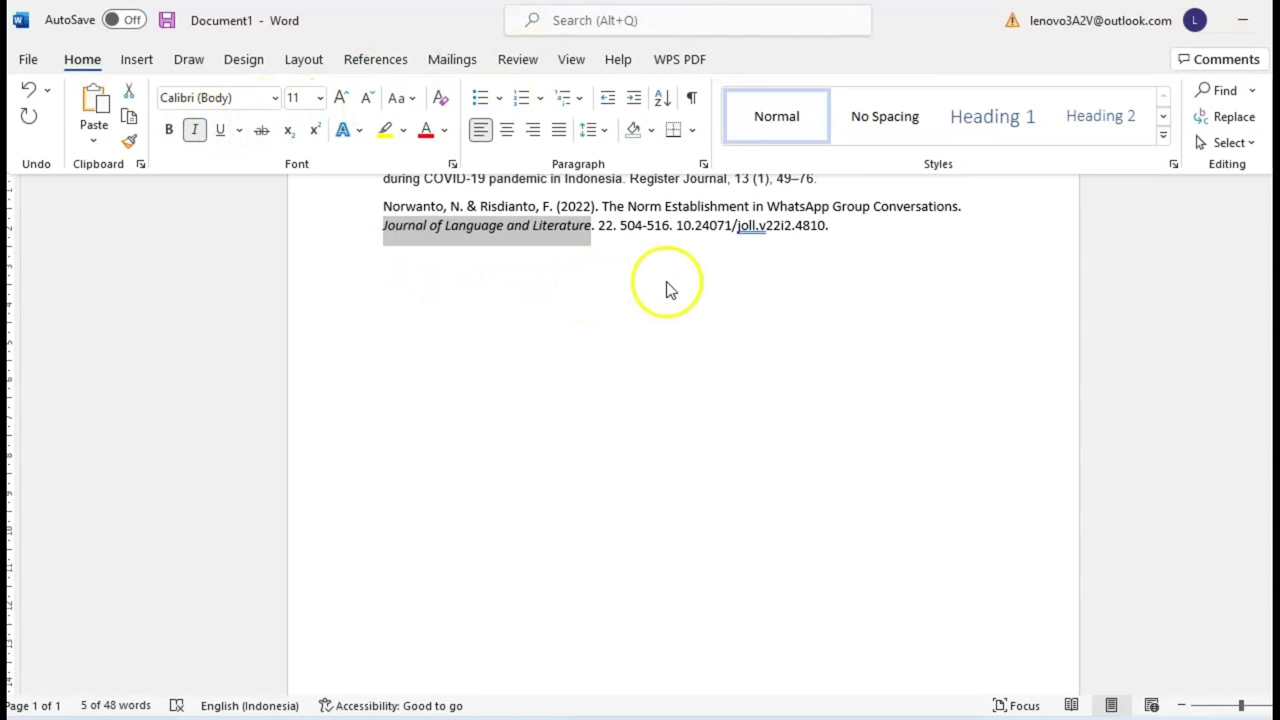 AutoSave Off Document1 - Word Search (Alt+Q) lenovo3A2V@outlook.com L
File Home Insert Draw Design Layout References Mailings Review View Help WPS PDF Comments
Calibri (Body) 11 Aa Find
Paste B I U ab x₂ x² A A Normal No Spacing Heading 1 Heading 2 Replace
Select
Undo Clipboard Font Paragraph Styles Editing
during COVID-19 pandemic in Indonesia. Register Journal, 13 (1), 49–76.
Norwanto, N. & Risdianto, F. (2022). The Norm Establishment in WhatsApp Group Conversations.
Journal of Language and Literature. 22. 504-516. 10.24071/joll.v22i2.4810.
Page 1 of 1 5 of 48 words English (Indonesia) Accessibility: Good to go Focus